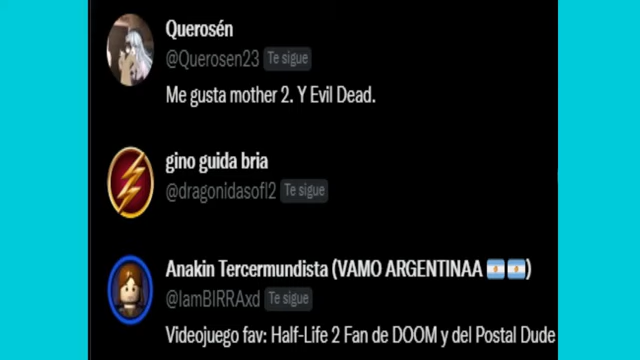 Querosén
@Querosen23 Te sigue
Me gusta mother 2. Y Evil Dead.
gino guida bria
@dragonidasofl2 Te sigue
Anakin Tercermundista (VAMO ARGENTINAA 🇦🇷🇦🇷)
@IamBIRRAxd Te sigue
Videojuego fav: Half-Life 2 Fan de DOOM y del Postal Dude